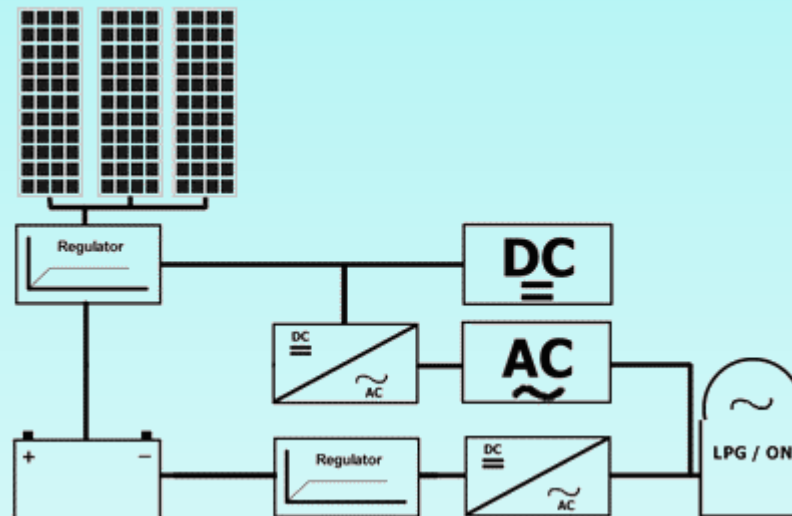 Regulator
DC
DC
AC
AC
+ −
Regulator
DC
AC
LPG / ON